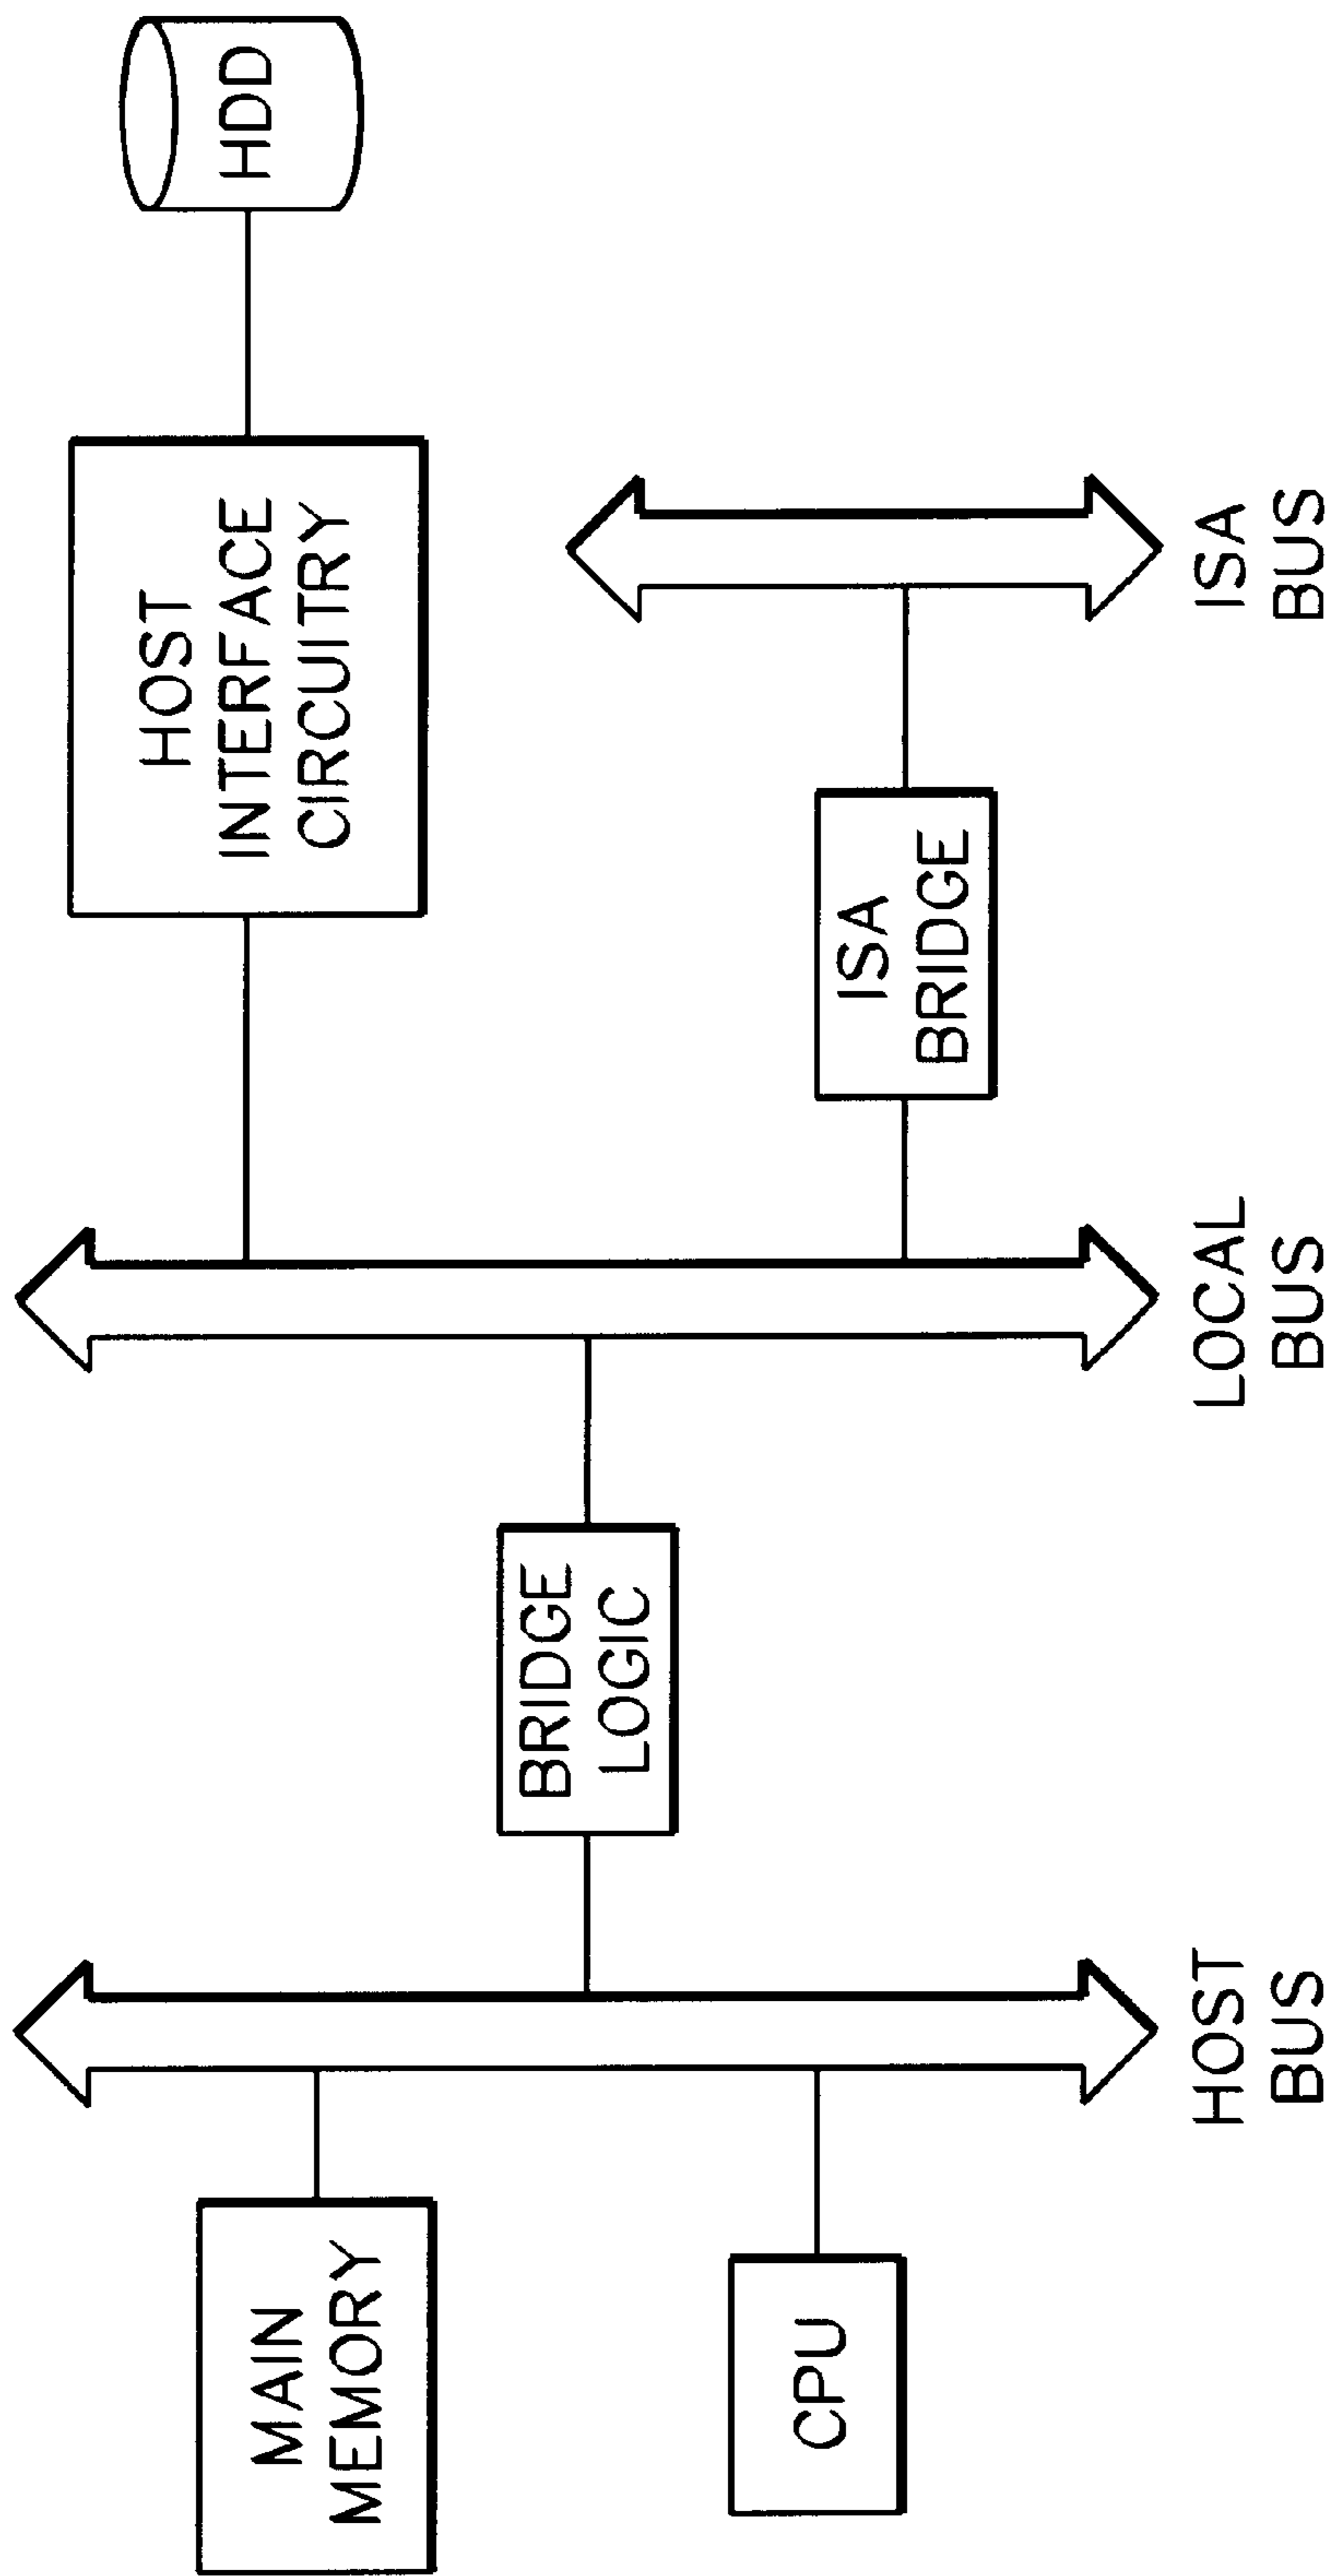 MAIN
MEMORY
CPU
HOST
BUS
BRIDGE
LOGIC
LOCAL
BUS
HOST
INTERFACE
CIRCUITRY
ISA
BRIDGE
ISA
BUS
HDD